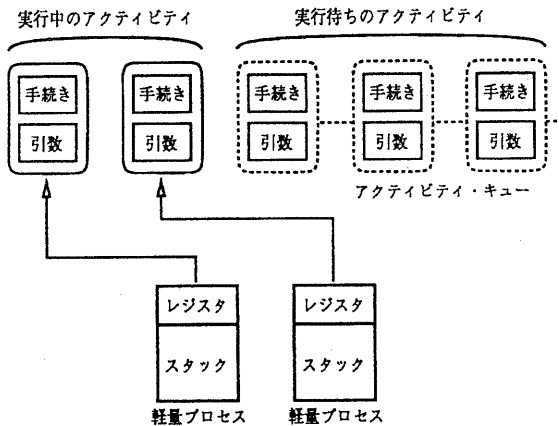 実行中のアクティビティ
実行待ちのアクティビティ
手続き
手続き
手続き
手続き
手続き
引数
引数
引数
引数
引数
アクティビティ・キュー
レジスタ
レジスタ
スタック
スタック
軽量プロセス
軽量プロセス